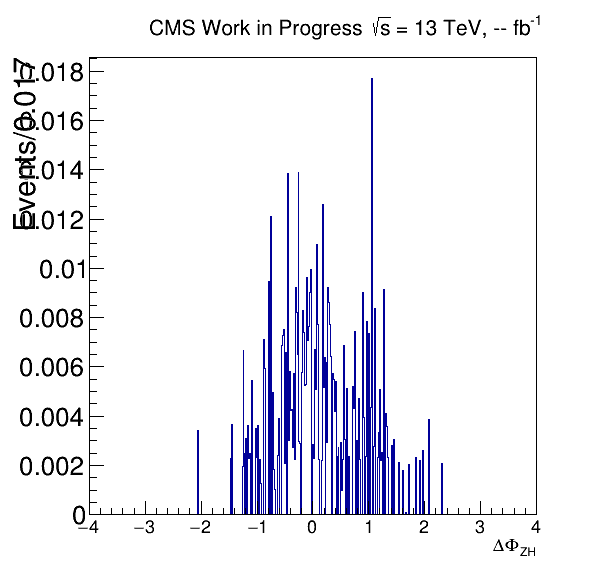 CMS Work in Progress √s = 13 TeV, -- fb⁻¹
Events/0.017
0.018
0.016
0.014
0.012
0.01
0.008
0.006
0.004
0.002
0
−4 −3 −2 −1 0 1 2 3 4
ΔΦ_ZH